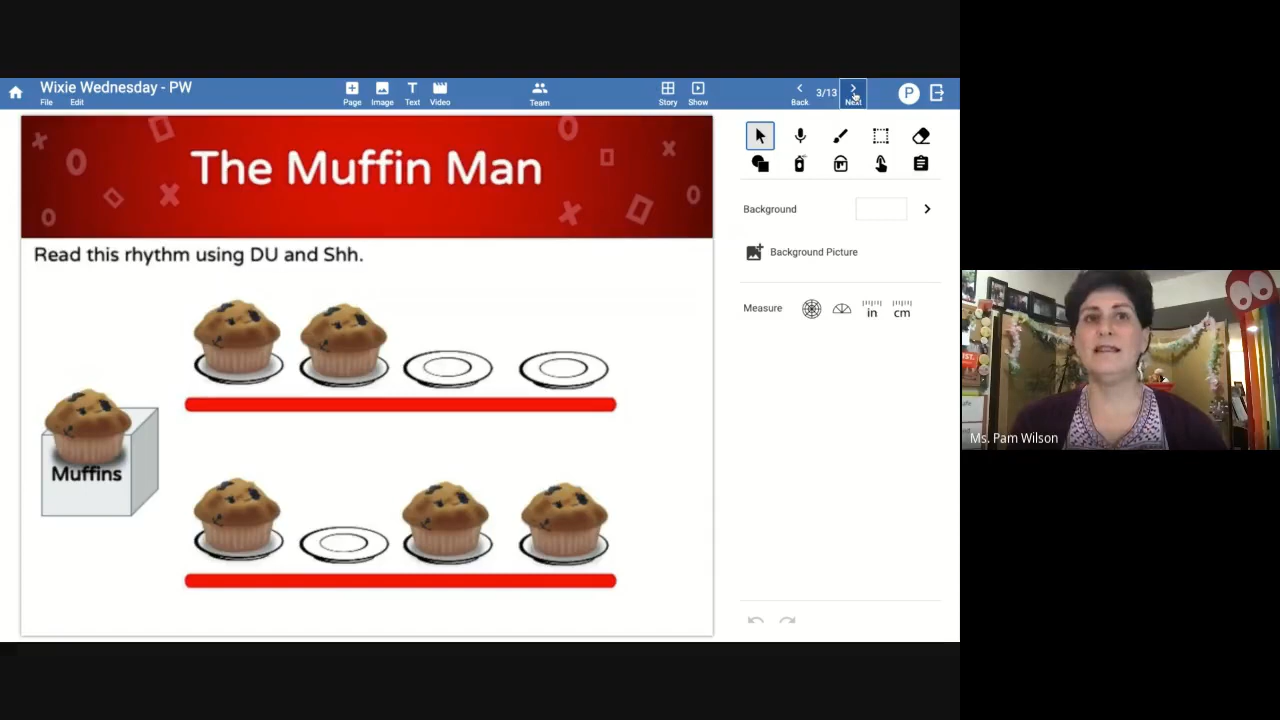 Wixie Wednesday - PW
File Edit
Page Image Text Video
Team
Story Show
Back 3/13 Next
P
The Muffin Man
Read this rhythm using DU and Shh.
Muffins
Background
Background Picture
Measure in cm
Ms. Pam Wilson